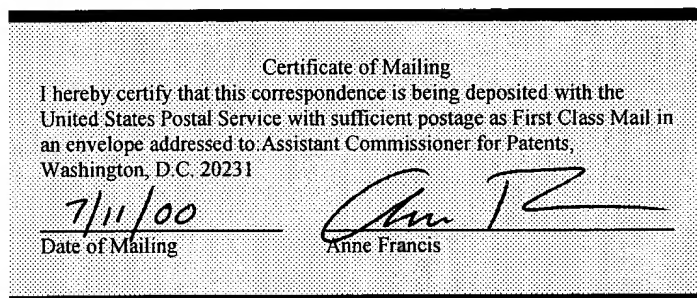 Certificate of Mailing
I hereby certify that this correspondence is being deposited with the
United States Postal Service with sufficient postage as First Class Mail in
an envelope addressed to: Assistant Commissioner for Patents,
Washington, D.C. 20231
7/11/00
Date of Mailing Anne Francis